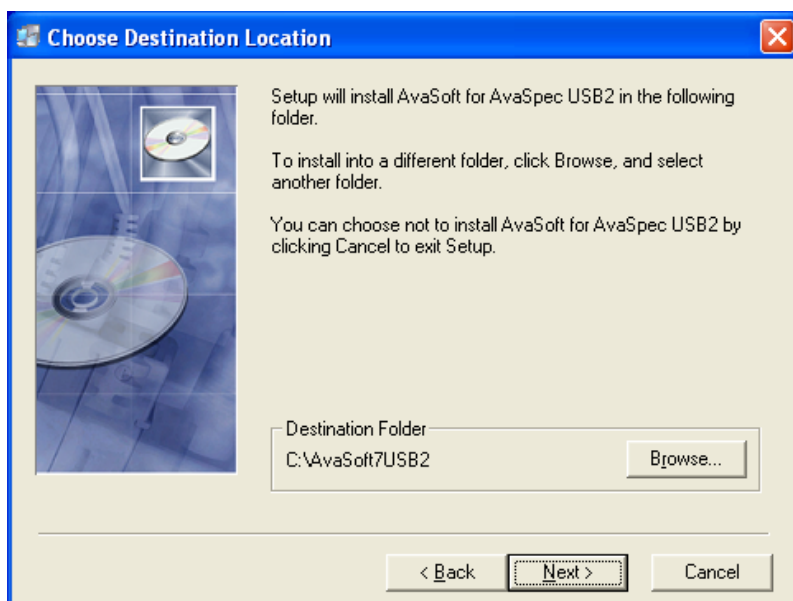 Choose Destination Location
Setup will install AvaSoft for AvaSpec USB2 in the following
folder.
To install into a different folder, click Browse, and select
another folder.
You can choose not to install AvaSoft for AvaSpec USB2 by
clicking Cancel to exit Setup.
Destination Folder
C:\AvaSoft7USB2
Browse...
< Back
Next >
Cancel